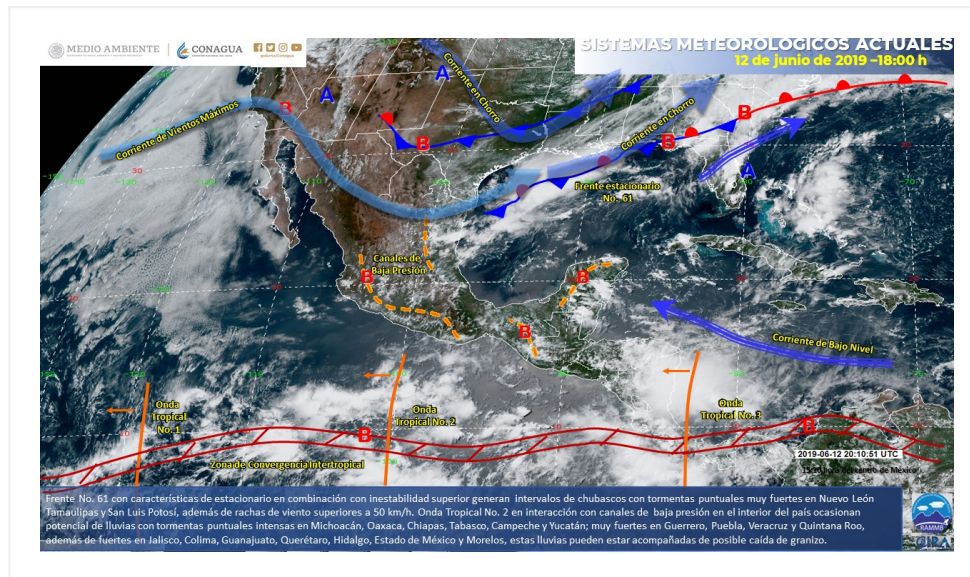 MEDIO AMBIENTE
CONAGUA
SISTEMAS METEOROLÓGICOS ACTUALES
12 de junio de 2019 –18:00 h
A
A
Corriente en Chorro
B
Corriente de Vientos Máximos
Corriente en Chorro
B
B
B
A
Frente estacionario
No. 61
Canales de
Baja Presión
B
B
B
Corriente de Bajo Nivel
Onda
Tropical
No. 1
Onda
Tropical No. 2
Onda
Tropical No. 3
B
B
Zona de Convergencia Intertropical
2019-06-12 20:10:51 UTC
Frente No. 61 con características de estacionario en combinación con inestabilidad superior generan intervalos de chubascos con tormentas puntuales muy fuertes en Nuevo León
Tamaulipas y San Luis Potosí, además de rachas de viento superiores a 50 km/h. Onda Tropical No. 2 en interacción con canales de baja presión en el interior del país ocasionan
potencial de lluvias con tormentas puntuales intensas en Michoacán, Oaxaca, Chiapas, Tabasco, Campeche y Yucatán; muy fuertes en Guerrero, Puebla, Veracruz y Quintana Roo,
además de fuertes en Jalisco, Colima, Guanajuato, Querétaro, Hidalgo, Estado de México y Morelos, estas lluvias pueden estar acompañadas de posible caída de granizo.
RAMMB
CIRA